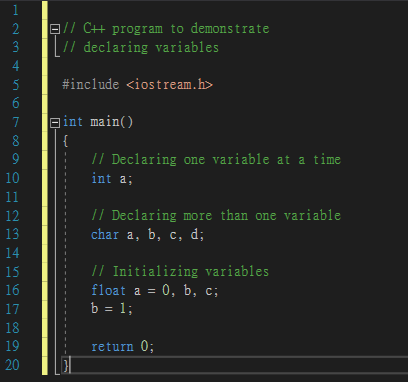 1
2 // C++ program to demonstrate
3 // declaring variables
4
5 #include <iostream.h>
6
7 int main()
8 {
9 // Declaring one variable at a time
10 int a;
11
12 // Declaring more than one variable
13 char a, b, c, d;
14
15 // Initializing variables
16 float a = 0, b, c;
17 b = 1;
18
19 return 0;
20 }